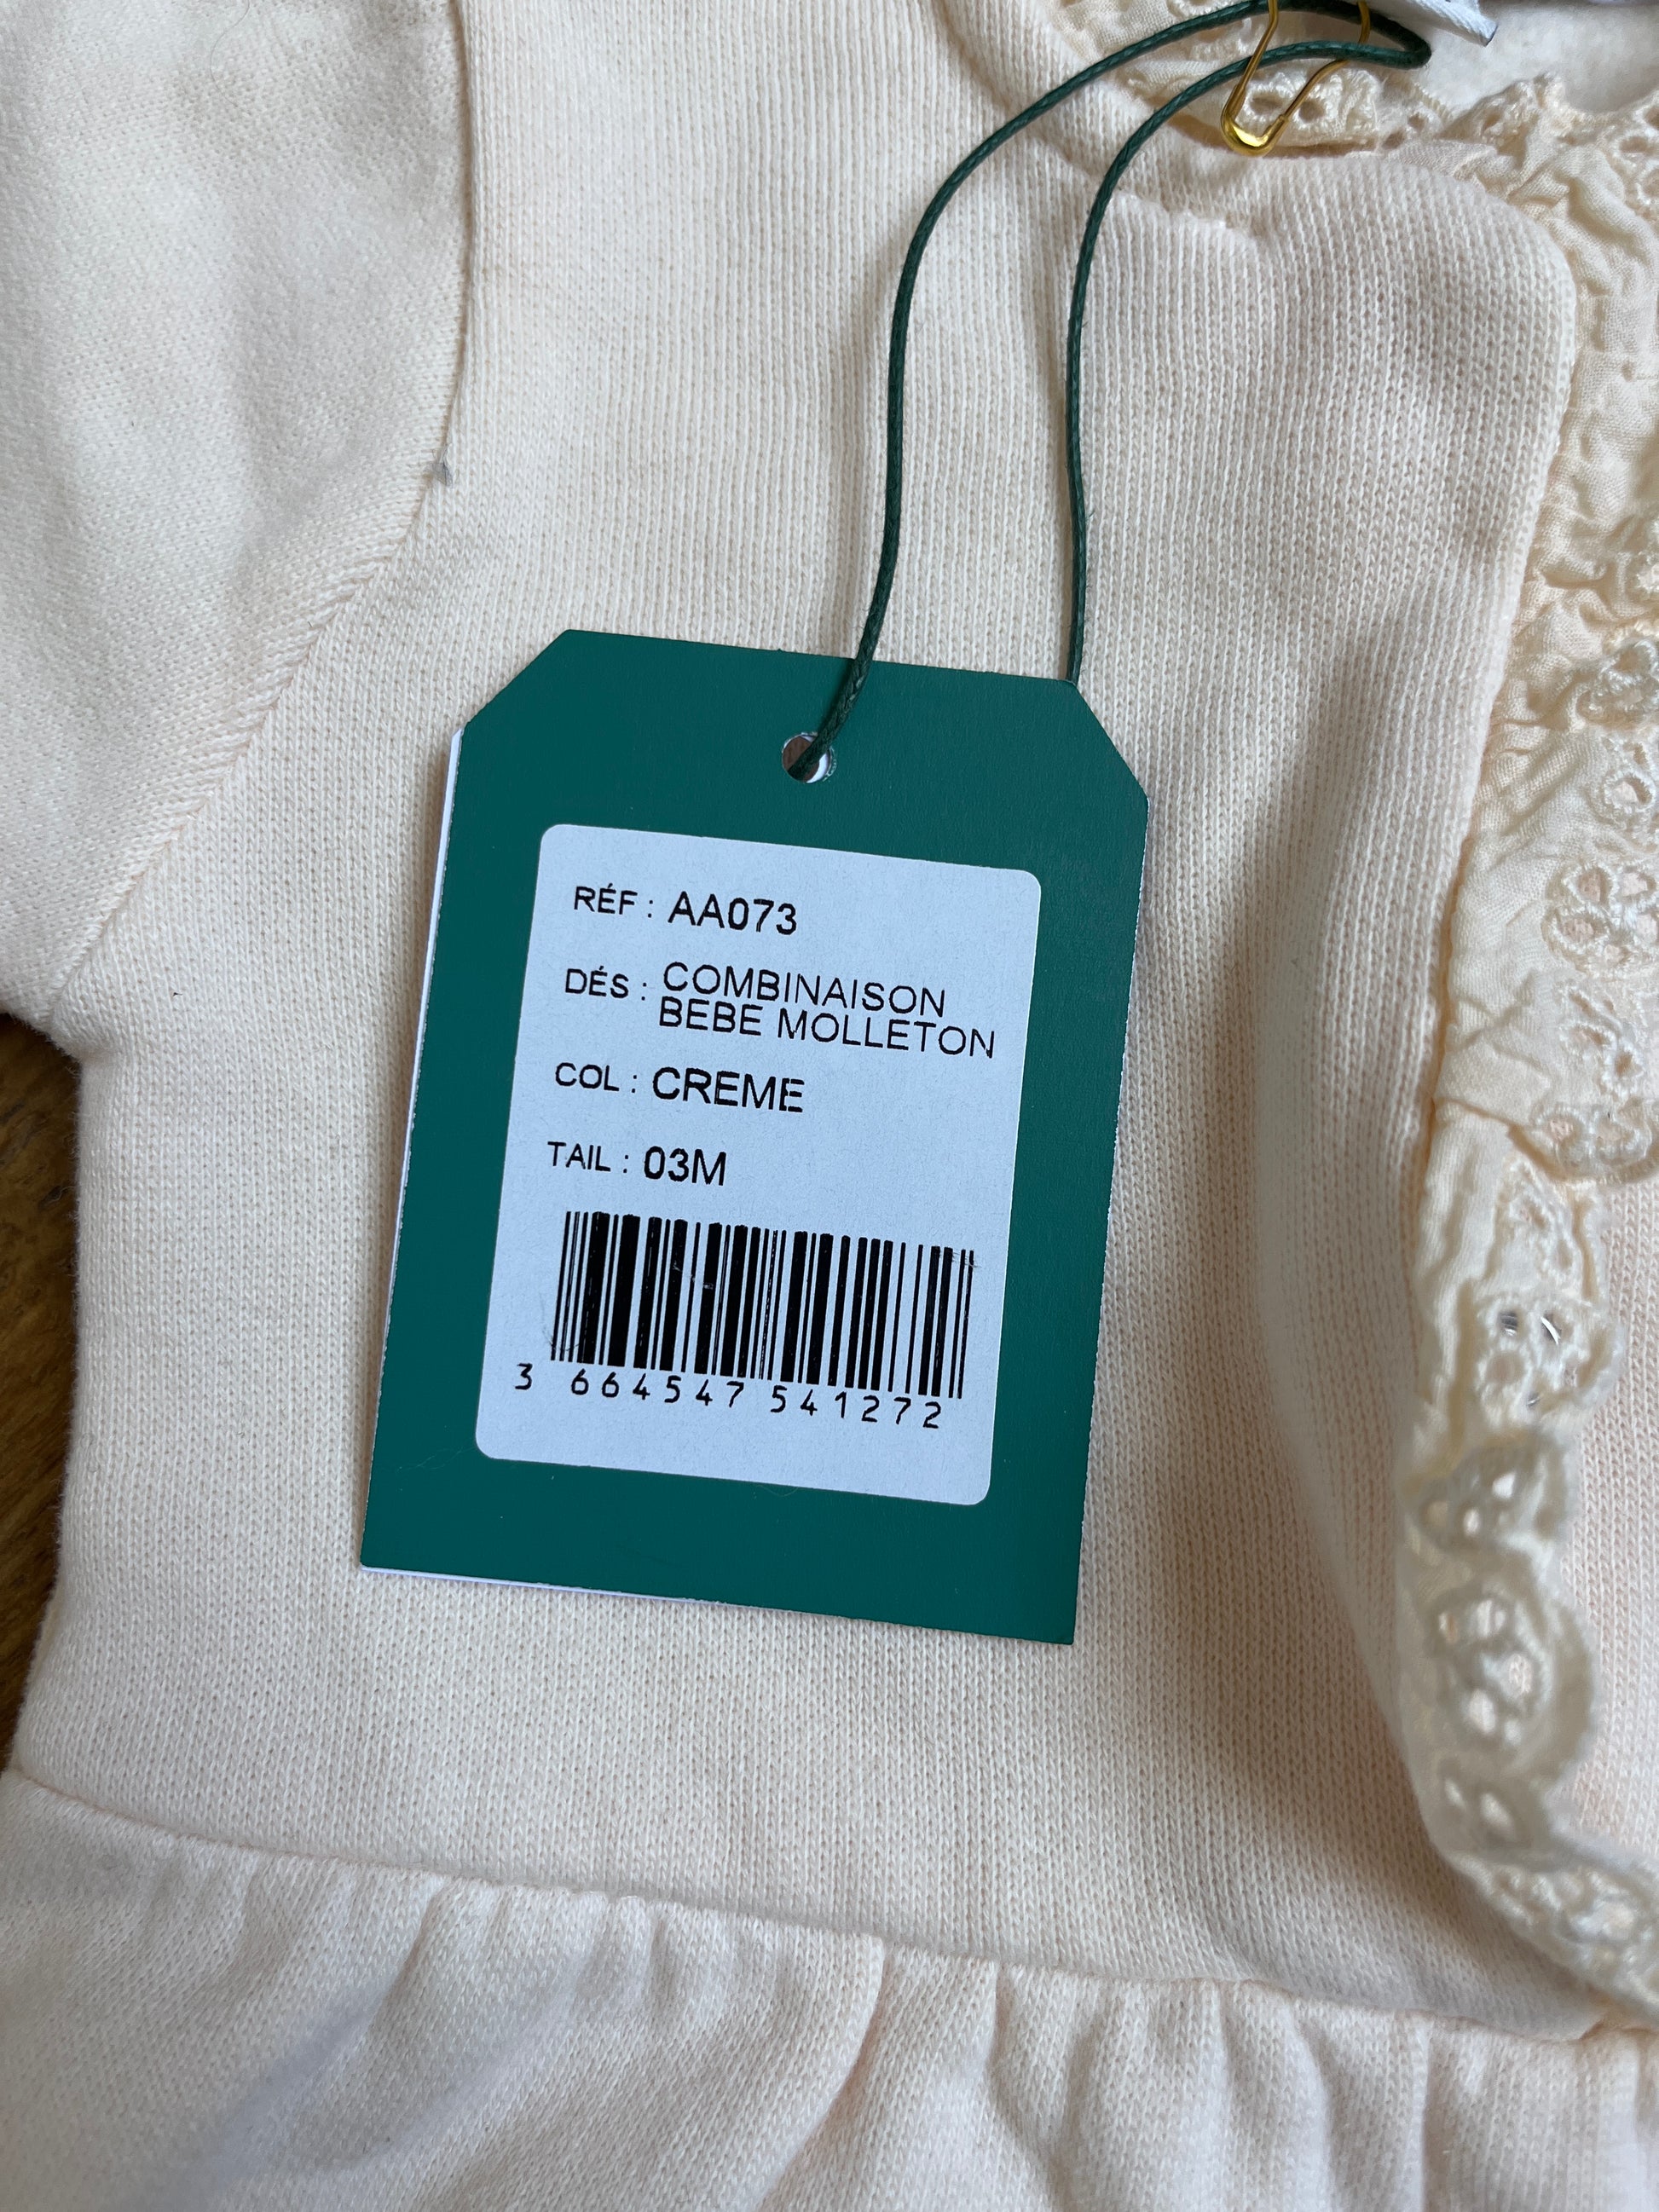 RÉF : AA073
DÉS : COMBINAISON
BEBE MOLLETON
COL : CREME
TAIL : 03M
3 664547 541272